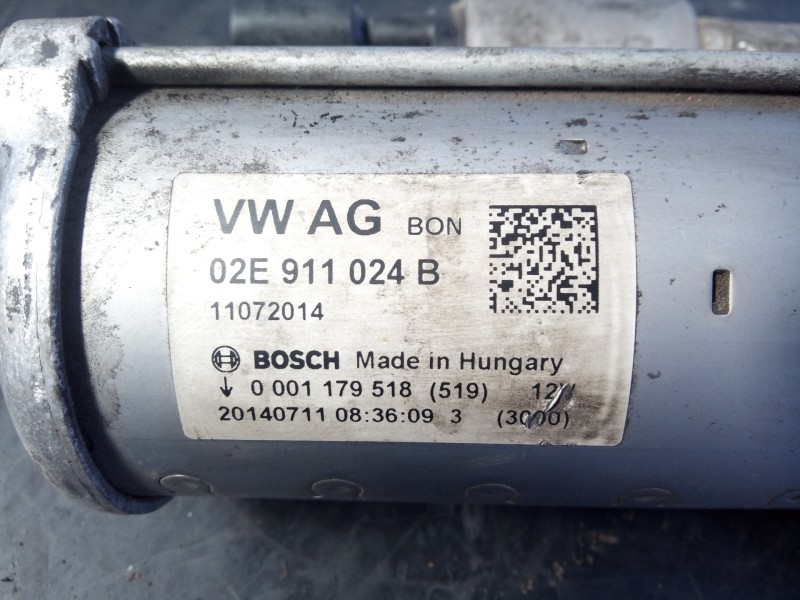 VW AG BON
02E 911 024 B
11072014
BOSCH Made in Hungary
↓ 0 001 179 518 (519) 12V
20140711 08:36:09 3 (3000)